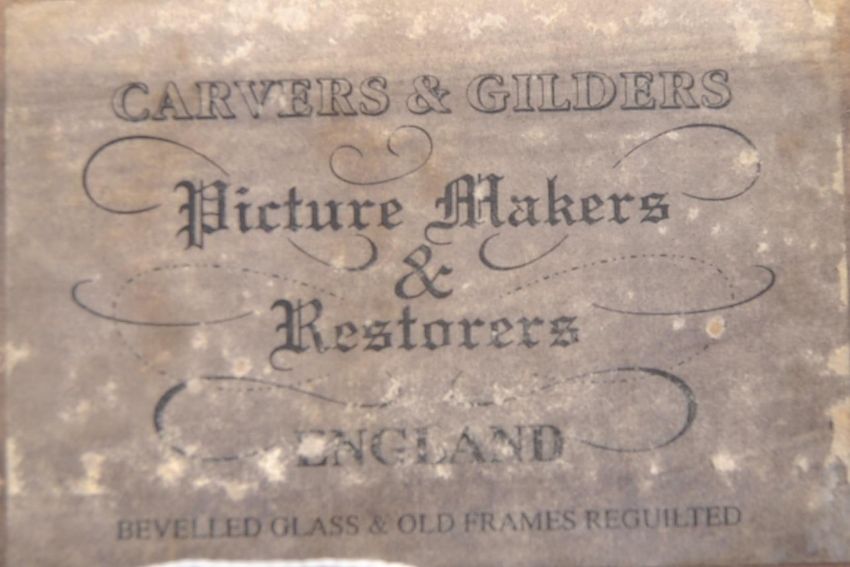 CARVERS & GILDERS
Picture Makers
&
Restorers
ENGLAND
BEVELLED GLASS & OLD FRAMES REGUILTED